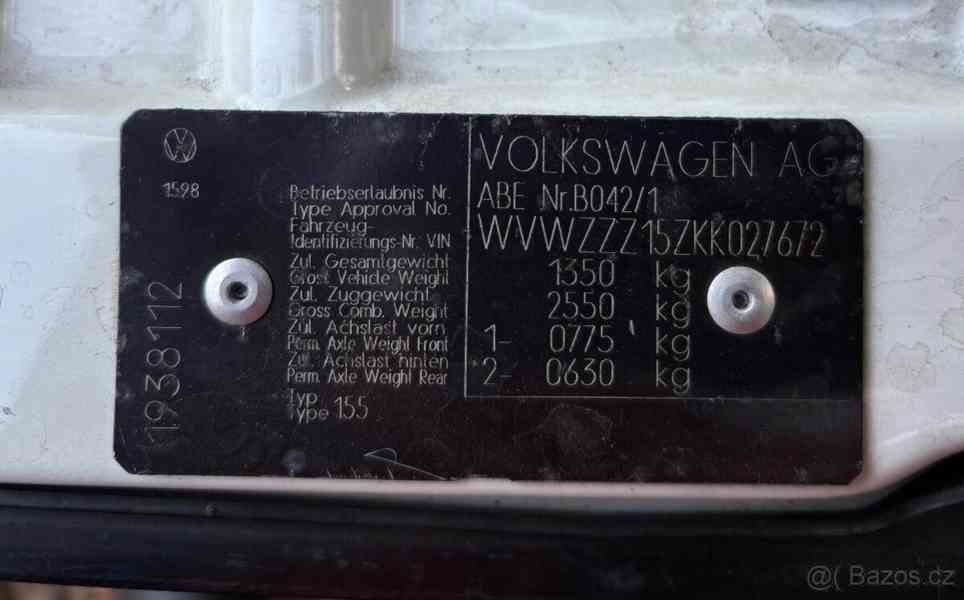 1598
1938112
Betriebserlaubnis Nr.
Type Approval No.
Fahrzeug-
Identifizierungs-Nr. VIN
Zul. Gesamtgewicht
Gross Vehicle Weight
Zul. Zuggewicht
Gross Comb. Weight
Zul. Achslast vorn
Perm. Axle Weight Front
Zul. Achslast hinten
Perm. Axle Weight Rear
Typ
Type 155
VOLKSWAGEN AG
ABE Nr.B042/1
WVWZZZ15ZKK027672
1350 kg
2550 kg
1- 0775 kg
2- 0630 kg
@( Bazos.cz